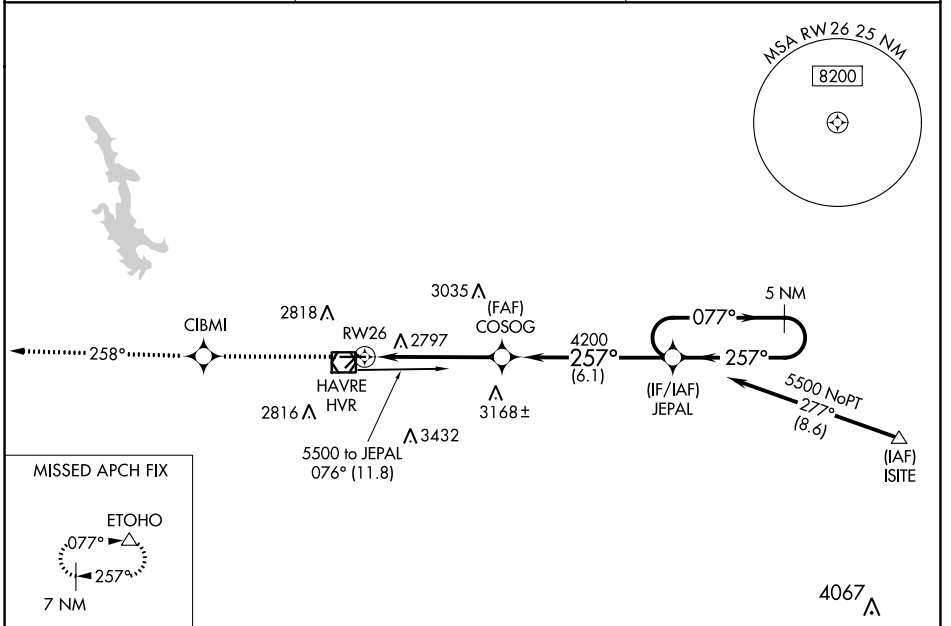 MSA RW26 25 NM
8200
5 NM
3035
(FAF)
COSOG
2818
077°
CIBMI
RW26
2797
4200
258°
257°
257°
(6.1)
HAVRE
HVR
(IF/IAF)
JEPAL
5500 NoPT
277°
(8.6)
2816
3168±
3432
5500 to JEPAL
076° (11.8)
(IAF)
ISITE
MISSED APCH FIX
ETOHO
077°
257°
7 NM
4067